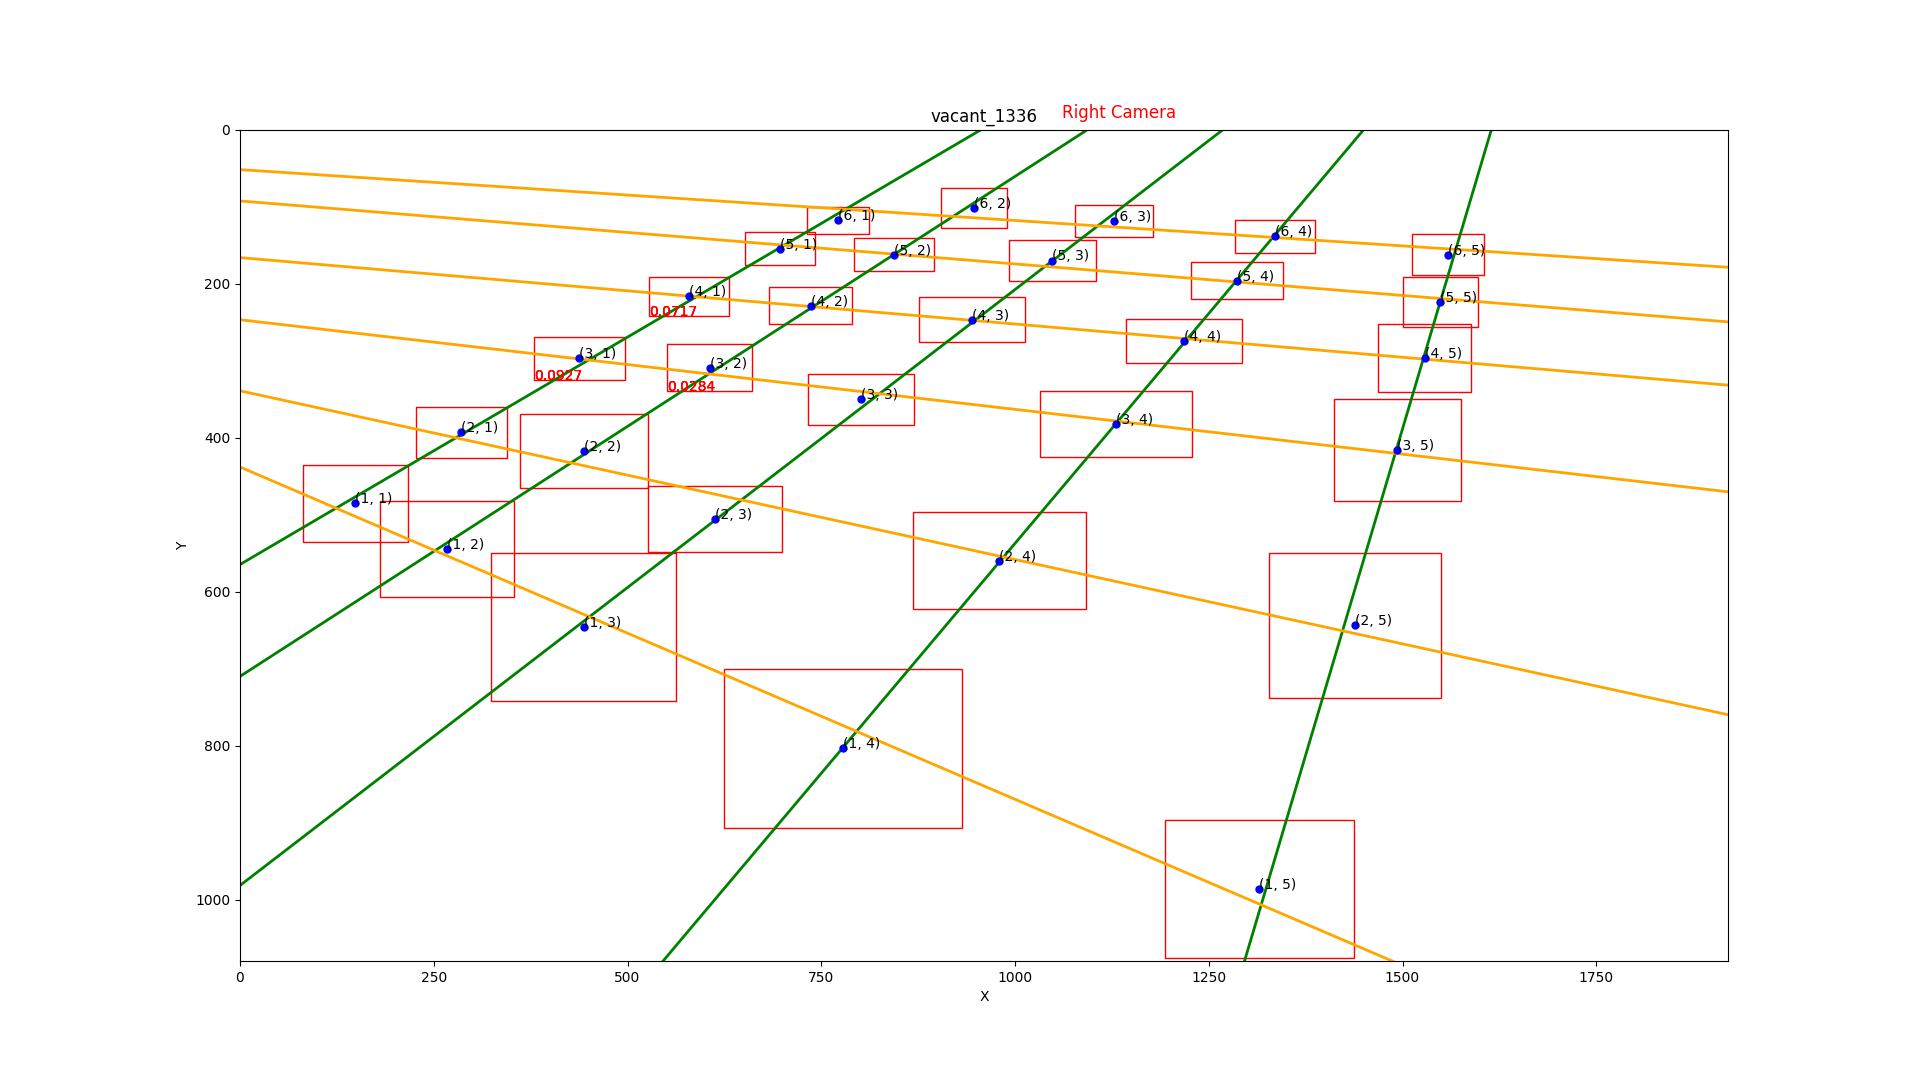 vacant_1336 Right Camera
0
200
400
600
800
1000
Y
0 250 500 750 1000 1250 1500 1750
X
(6, 1) (6, 2) (6, 3) (6, 4) (6, 5)
(5, 1) (5, 2) (5, 3) (5, 4) (5, 5)
(4, 1) (4, 2) (4, 3) (4, 4) (4, 5)
0.0717
(3, 1) (3, 2) (3, 3) (3, 4) (3, 5)
0.0927 0.0284
(2, 1) (2, 2) (2, 3) (2, 4) (2, 5)
(1, 1) (1, 2) (1, 3) (1, 4) (1, 5)